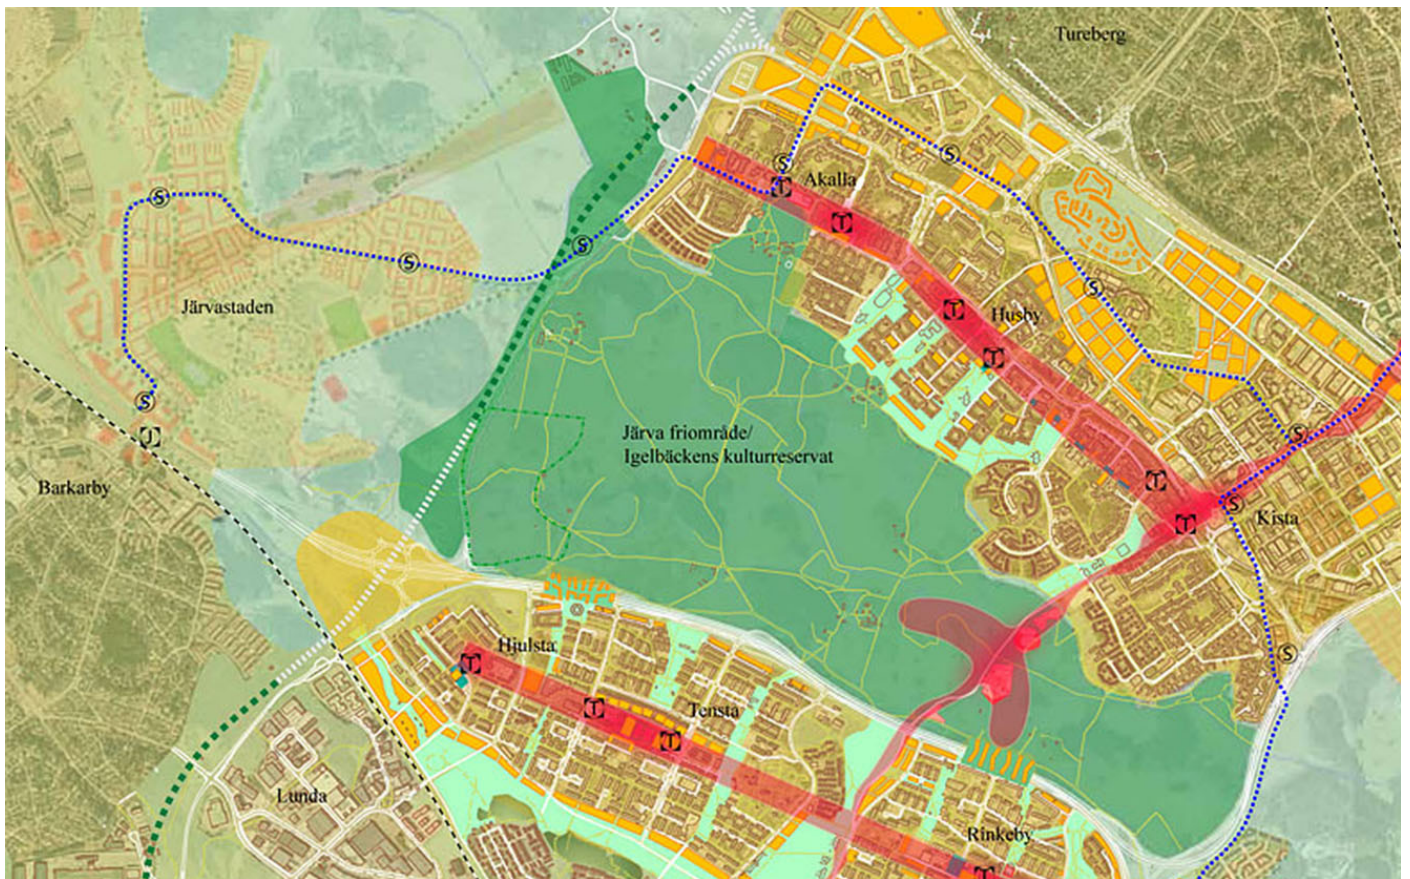 Tureberg
S
S
S
T
Akalla
T
S
S
Järvastaden
S
T
Husby
T
S
J
Järva friområde/
Igelbäckens kulturreservat
S
Barkarby
T
S
Kista
T
Hjulsta
T
S
T
Tensta
T
Lunda
Rinkeby
T